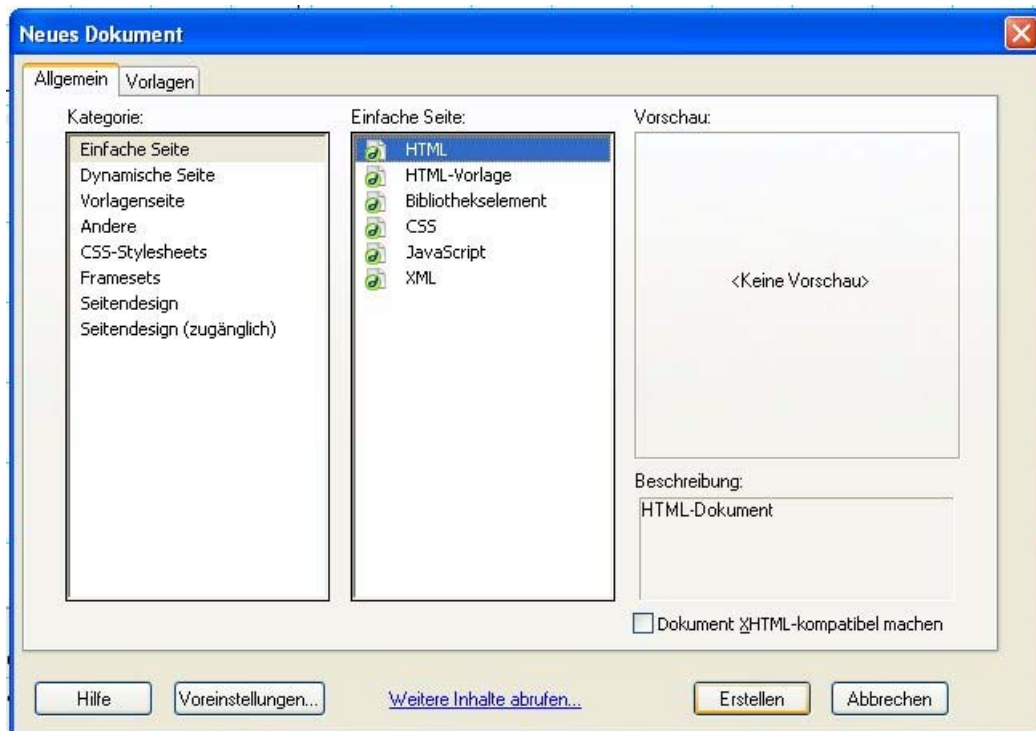 Neues Dokument
Allgemein
Vorlagen
Kategorie:
Einfache Seite
Dynamische Seite
Vorlagenseite
Andere
CSS-Stylesheets
Framesets
Seitendesign
Seitendesign (zugänglich)
Einfache Seite:
HTML
HTML-Vorlage
Bibliothekselement
CSS
JavaScript
XML
Vorschau:
<Keine Vorschau>
Beschreibung:
HTML-Dokument
Dokument XHTML-kompatibel machen
Hilfe
Voreinstellungen...
Weitere Inhalte abrufen...
Erstellen
Abbrechen